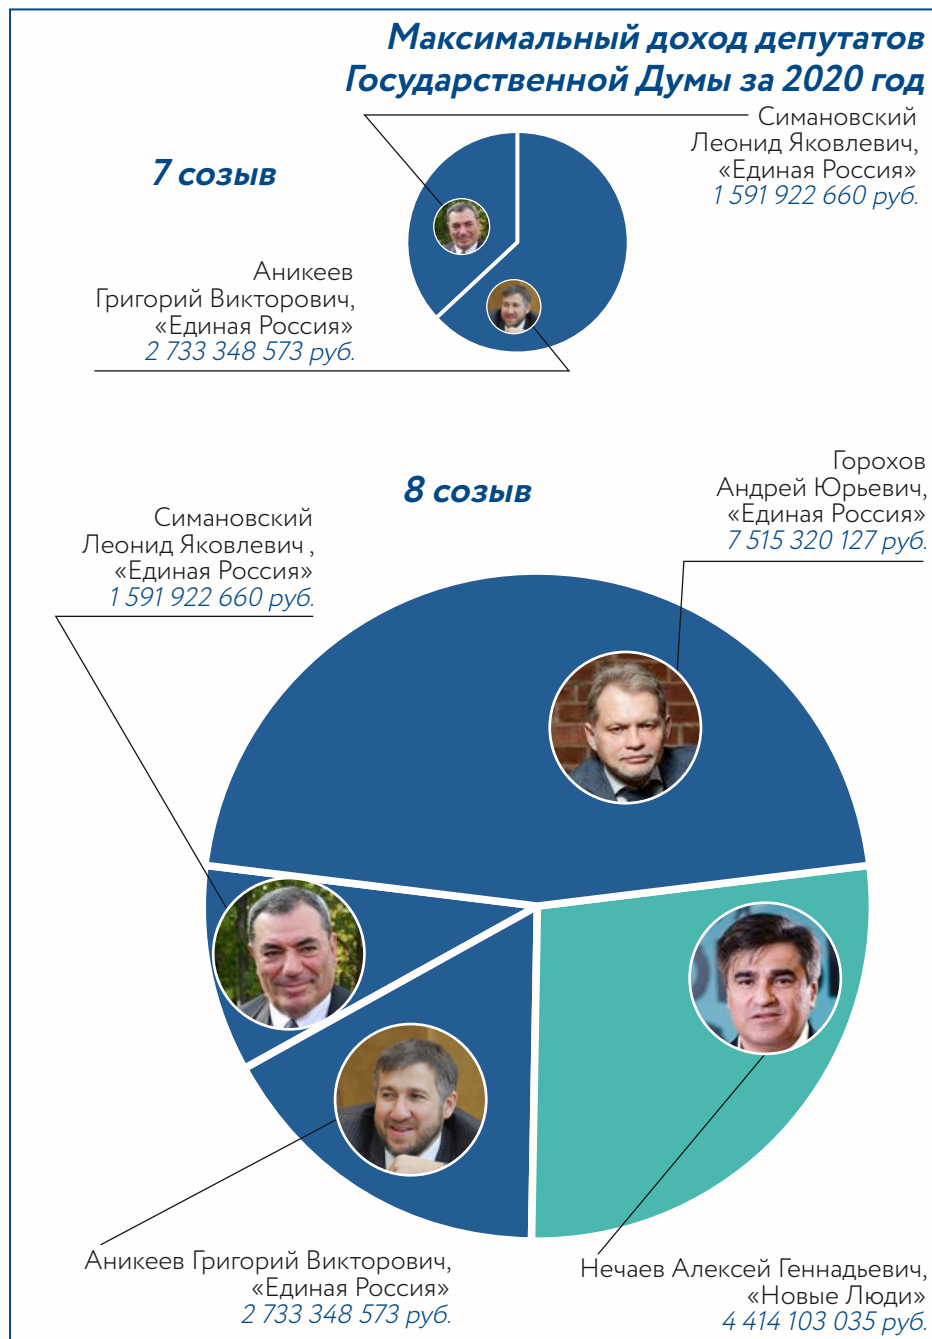 Максимальный доход депутатов
Государственной Думы за 2020 год
Симановский
Леонид Яковлевич,
«Единая Россия»
1 591 922 660 руб.
7 созыв
Аникеев
Григорий Викторович,
«Единая Россия»
2 733 348 573 руб.
8 созыв
Горохов
Андрей Юрьевич,
«Единая Россия»
7 515 320 127 руб.
Симановский
Леонид Яковлевич ,
«Единая Россия»
1 591 922 660 руб.
Аникеев Григорий Викторович,
«Единая Россия»
2 733 348 573 руб.
Нечаев Алексей Геннадьевич,
«Новые Люди»
4 414 103 035 руб.